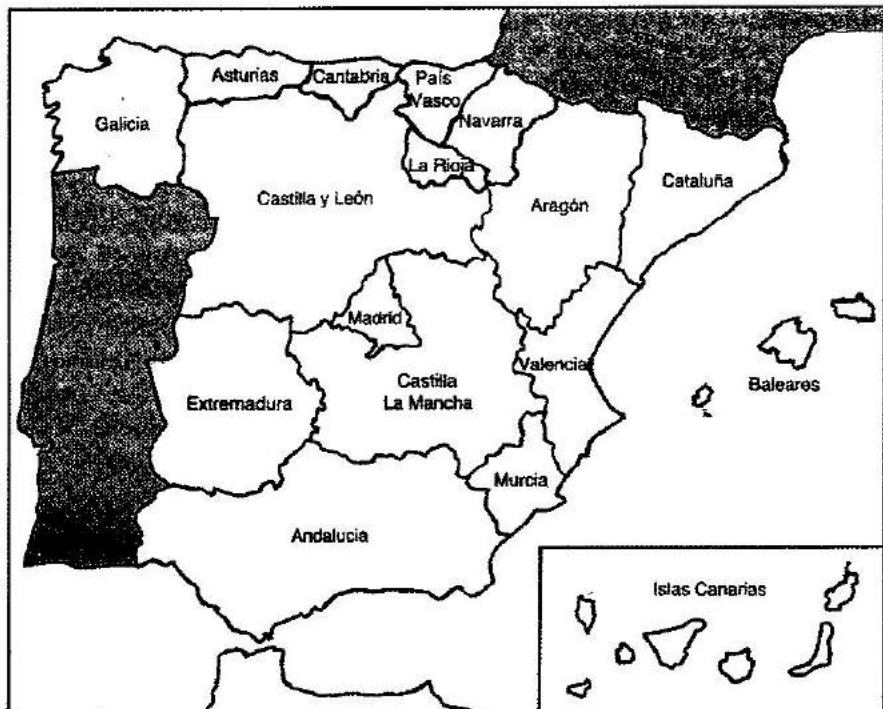 Asturias
Cantabria
País
Vasco
Galicia
Navarra
La Rioja
Castilla y León
Aragón
Cataluña
Madrid
Valencia
Castilla
La Mancha
Baleares
Extremadura
Murcia
Andalucia
Islas Canarias